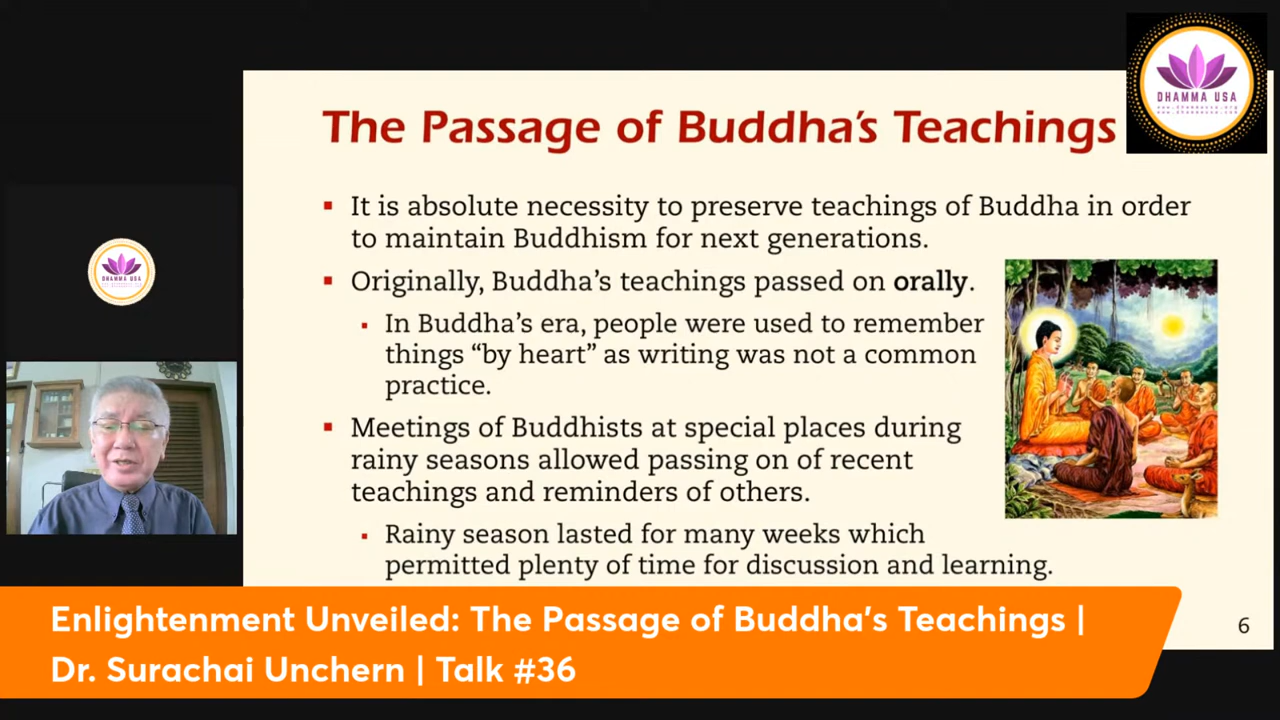 The Passage of Buddha's Teachings
DHAMMA USA
▪ It is absolute necessity to preserve teachings of Buddha in order
to maintain Buddhism for next generations.
▪ Originally, Buddha's teachings passed on orally.
▪ In Buddha's era, people were used to remember
things “by heart” as writing was not a common
practice.
▪ Meetings of Buddhists at special places during
rainy seasons allowed passing on of recent
teachings and reminders of others.
▪ Rainy season lasted for many weeks which
permitted plenty of time for discussion and learning.
DHAMMA USA
Enlightenment Unveiled: The Passage of Buddha's Teachings |
Dr. Surachai Unchern | Talk #36
6